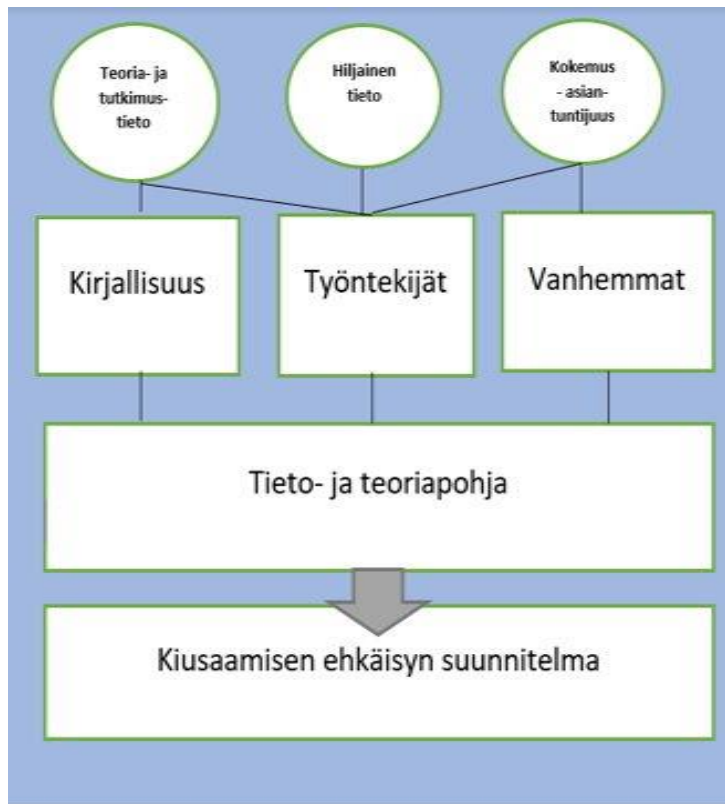 Teoria- ja
tutkimus-
tieto
Hiljainen
tieto
Kokemus
- asian-
tuntijuus
Kirjallisuus
Työntekijät
Vanhemmat
Tieto- ja teoriapohja
Kiusaamisen ehkäisyn suunnitelma